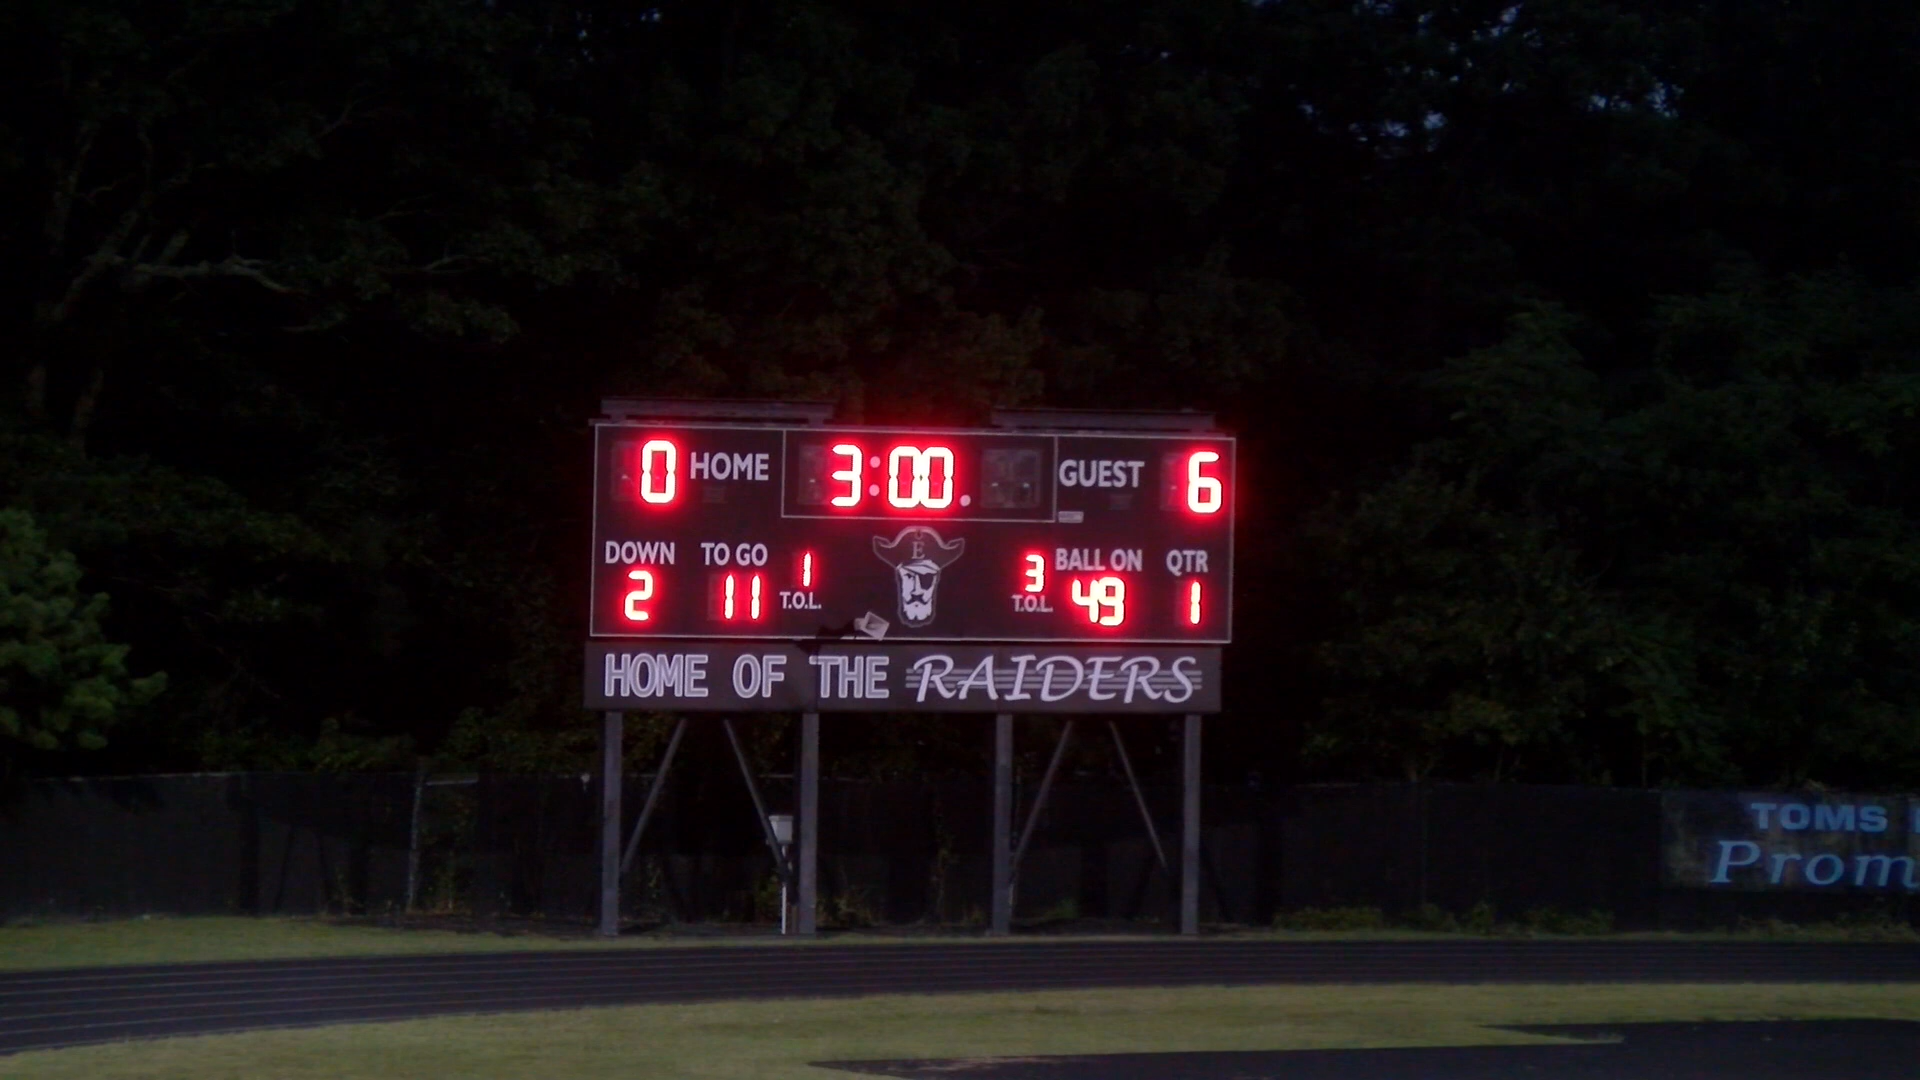 0 HOME 3:00. GUEST 6
DOWN TO GO 1 E 3 BALL ON QTR
2 11 T.O.L. T.O.L. 49 1
HOME OF THE RAIDERS
TOMS
Prom